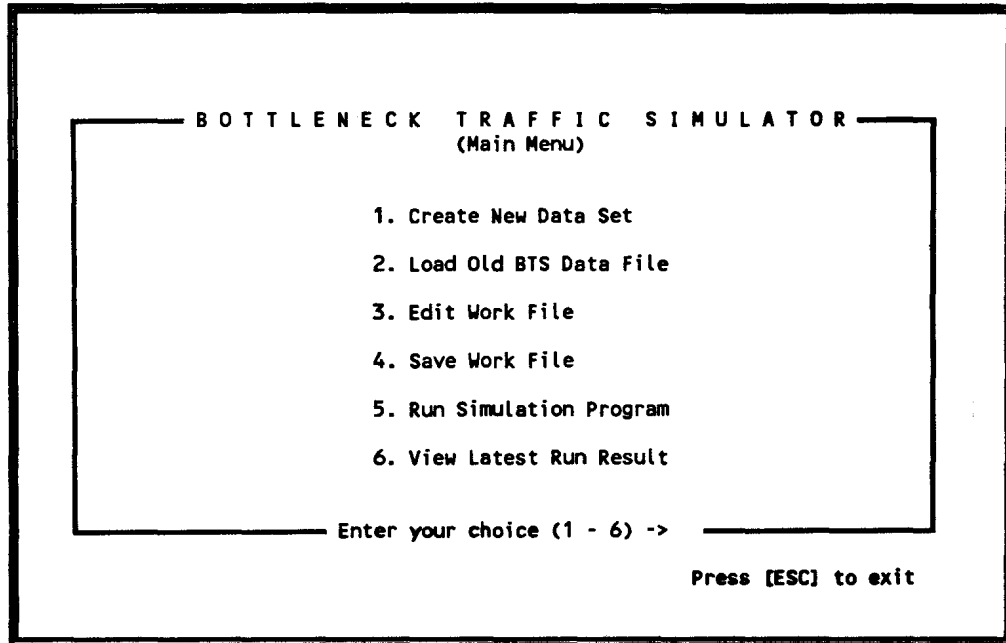 BOTTLENECK TRAFFIC SIMULATOR
(Main Menu)
1. Create New Data Set
2. Load Old BTS Data File
3. Edit Work File
4. Save Work File
5. Run Simulation Program
6. View Latest Run Result
Enter your choice (1 - 6) ->
Press [ESC] to exit